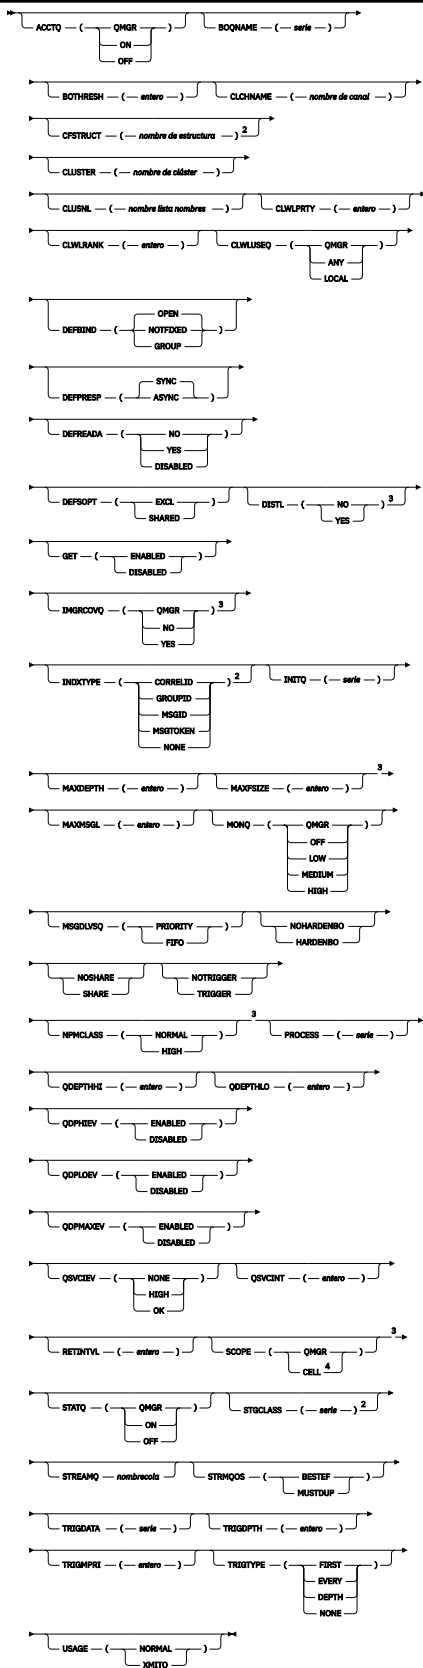 ACCTQ ( QMGR ) BOQNAME ( serie )
ON
OFF
BOTHRESH ( entero ) CLCHNAME ( nombre de canal )
CFSTRUCT ( nombre de estructura ) 2
CLUSTER ( nombre de clúster )
CLUSNL ( nombre lista nombres ) CLWLPRTY ( entero )
CLWLRANK ( entero ) CLWLUSEQ ( QMGR )
ANY
LOCAL
OPEN
DEFBIND ( NOTFIXED )
GROUP
SYNC
DEFPRESP ( ASYNC )
DEFREADA ( NO )
YES
DISABLED
DEFSOPT ( EXCL ) DISTL ( NO ) 3
SHARED YES
GET ( ENABLED )
DISABLED
IMGRCOVQ ( QMGR ) 3
NO
YES
INDXTYPE ( CORRELID ) 2 INITQ ( serie )
GROUPID
MSGID
MSGTOKEN
NONE
3
MAXDEPTH ( entero ) MAXFSIZE ( entero )
MAXMSGL ( entero ) MONQ ( QMGR )
OFF
LOW
MEDIUM
HIGH
MSGDLVSQ ( PRIORITY ) NOHARDENBO
FIFO HARDENBO
NOSHARE NOTRIGGER
SHARE TRIGGER
3
NPMCLASS ( NORMAL ) PROCESS ( serie )
HIGH
QDEPTHHI ( entero ) QDEPTHLO ( entero )
QDPHIEV ( ENABLED )
DISABLED
QDPLOEV ( ENABLED )
DISABLED
QDPMAXEV ( ENABLED )
DISABLED
QSVCIEV ( NONE ) QSVCINT ( entero )
HIGH
OK
3
RETINTVL ( entero ) SCOPE ( QMGR )
CELL 4
STATQ ( QMGR ) STGCLASS ( serie ) 2
ON
OFF
STREAMQ nombrecola STRMQOS ( BESTEF )
MUSTDUP
TRIGDATA ( serie ) TRIGDPTH ( entero )
TRIGMPRI ( entero ) TRIGTYPE ( FIRST )
EVERY
DEPTH
NONE
USAGE ( NORMAL )
XMITQ